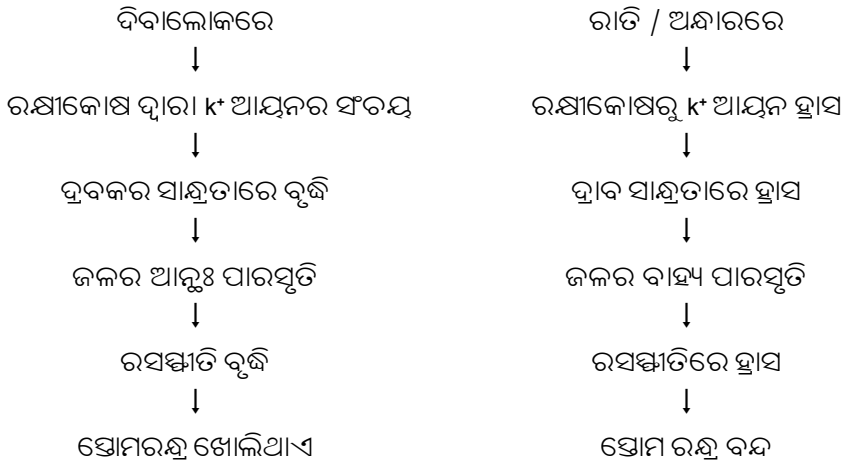 ଦିବାଲୋକରେ
ରକ୍ଷୀକୋଷ ଦ୍ୱାରା k⁺ ଆୟନର ସଂଚୟ
ଦ୍ରବକର ସାନ୍ଧ୍ରତାରେ ବୃଦ୍ଧି
ଜଳର ଆନ୍ଥଃ ପାରସୃତି
ରସସ୍ଫୀତି ବୃଦ୍ଧି
ସ୍ତୋମରନ୍ଧ୍ର ଖୋଲିଥାଏ
ରାତି / ଅନ୍ଧାରରେ
ରକ୍ଷୀକୋଷରୁ k⁺ ଆୟନ ହ୍ରାସ
ଦ୍ରାବ ସାନ୍ଧ୍ରତାରେ ହ୍ରାସ
ଜଳର ବାହ୍ୟ ପାରସୃତି
ରସସ୍ଫୀତିରେ ହ୍ରାସ
ସ୍ତୋମ ରନ୍ଧ୍ର ବନ୍ଦ